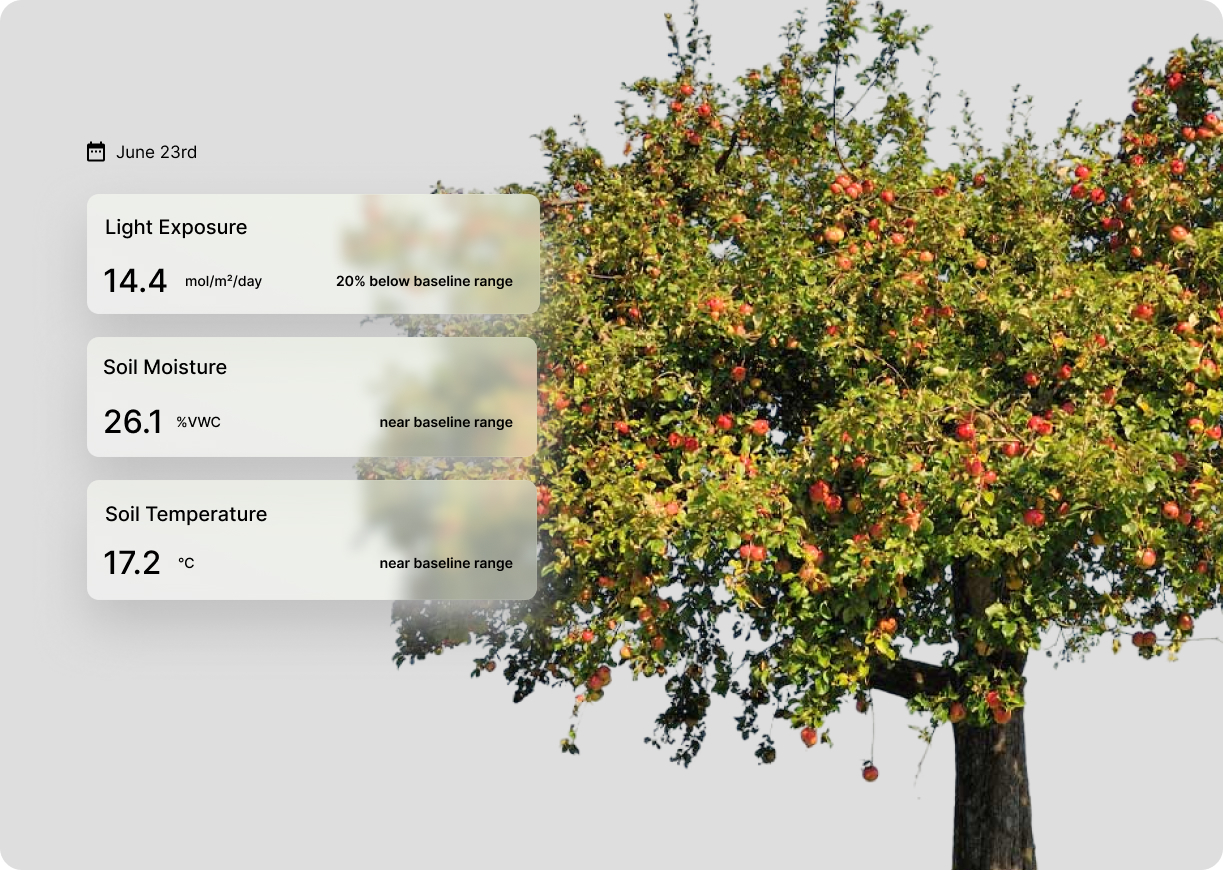 June 23rd
Light Exposure
14.4 mol/m²/day 20% below baseline range
Soil Moisture
26.1 %VWC near baseline range
Soil Temperature
17.2 °C near baseline range